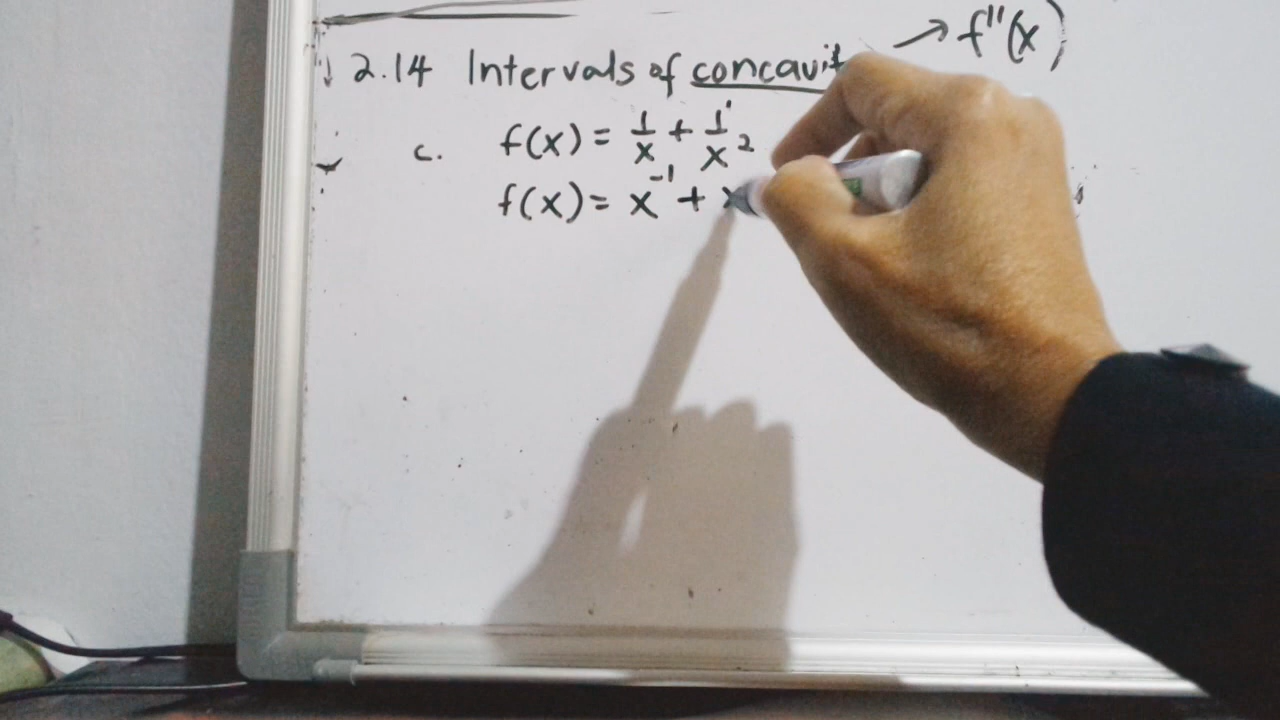 → f''(x)
2.14 Intervals of concavit
c. f(x) = 1/x + 1/x²
f(x) = x⁻¹ + x